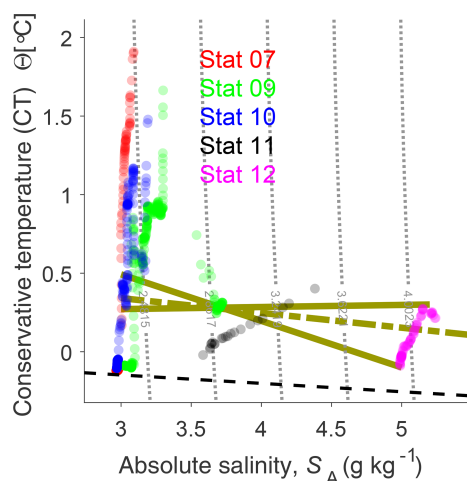 Conservative temperature (CT) Θ[°C]
2
1.5
1
0.5
0
Stat 07
Stat 09
Stat 10
Stat 11
Stat 12
3
3.5
4
4.5
5
Absolute salinity, S_A (g kg⁻¹)